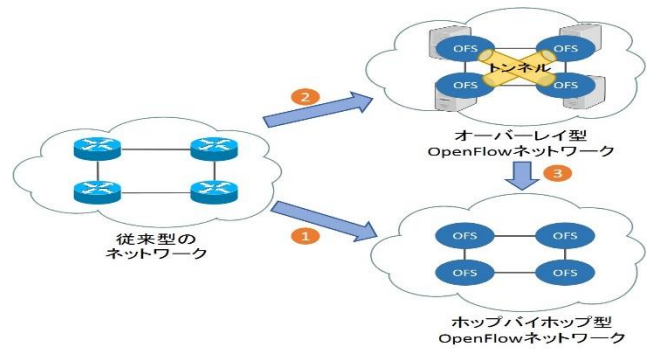 OFS
OFS
トンネル
OFS
OFS
オーバーレイ型
OpenFlowネットワーク
2
3
従来型の
ネットワーク
1
OFS
OFS
OFS
OFS
ホップバイホップ型
OpenFlowネットワーク